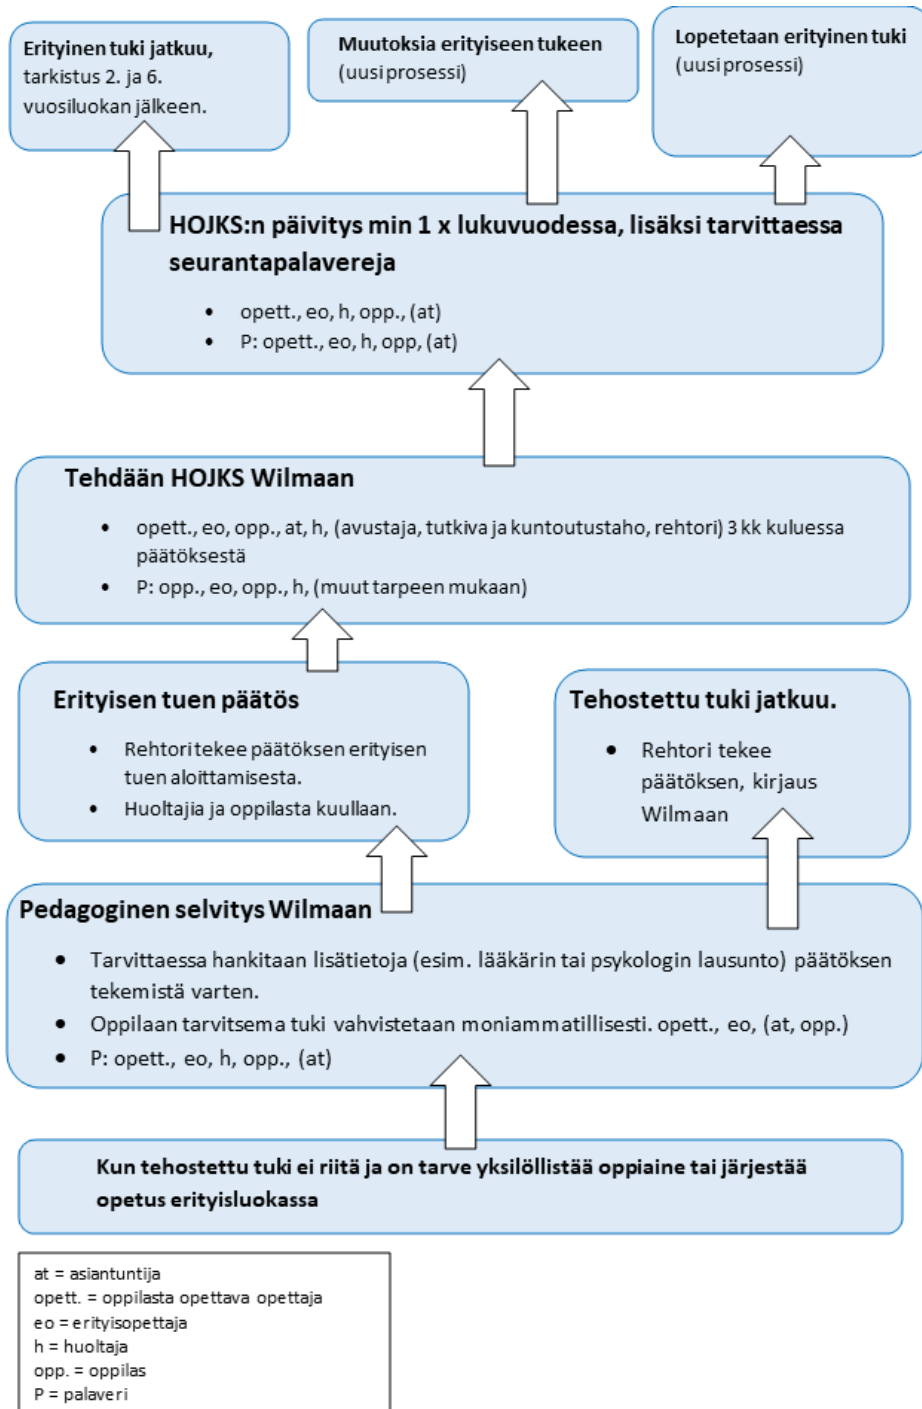 Erityinen tuki jatkuu,
tarkistus 2. ja 6.
vuosiluokan jälkeen.
Muutoksia erityiseen tukeen
(uusi prosessi)
Lopetetaan erityinen tuki
(uusi prosessi)
HOJKS:n päivitys min 1 x lukuvuodessa, lisäksi tarvittaessa
seurantapalavereja
• opett., eo, h, opp., (at)
• P: opett., eo, h, opp, (at)
Tehdään HOJKS Wilmaan
• opett., eo, opp., at, h, (avustaja, tutkiva ja kuntoutustaho, rehtori) 3 kk kuluessa
päätöksestä
• P: opp., eo, opp., h, (muut tarpeen mukaan)
Erityisen tuen päätös
• Rehtori tekee päätöksen erityisen
tuen aloittamisesta.
• Huoltajia ja oppilasta kuullaan.
Tehostettu tuki jatkuu.
• Rehtori tekee
päätöksen, kirjaus
Wilmaan
Pedagoginen selvitys Wilmaan
• Tarvittaessa hankitaan lisätietoja (esim. lääkärin tai psykologin lausunto) päätöksen
tekemistä varten.
• Oppilaan tarvitsema tuki vahvistetaan moniammatillisesti. opett., eo, (at, opp.)
• P: opett., eo, h, opp., (at)
Kun tehostettu tuki ei riitä ja on tarve yksilöllistää oppiaine tai järjestää
opetus erityisluokassa
at = asiantuntija
opett. = oppilasta opettava opettaja
eo = erityisopettaja
h = huoltaja
opp. = oppilas
P = palaveri